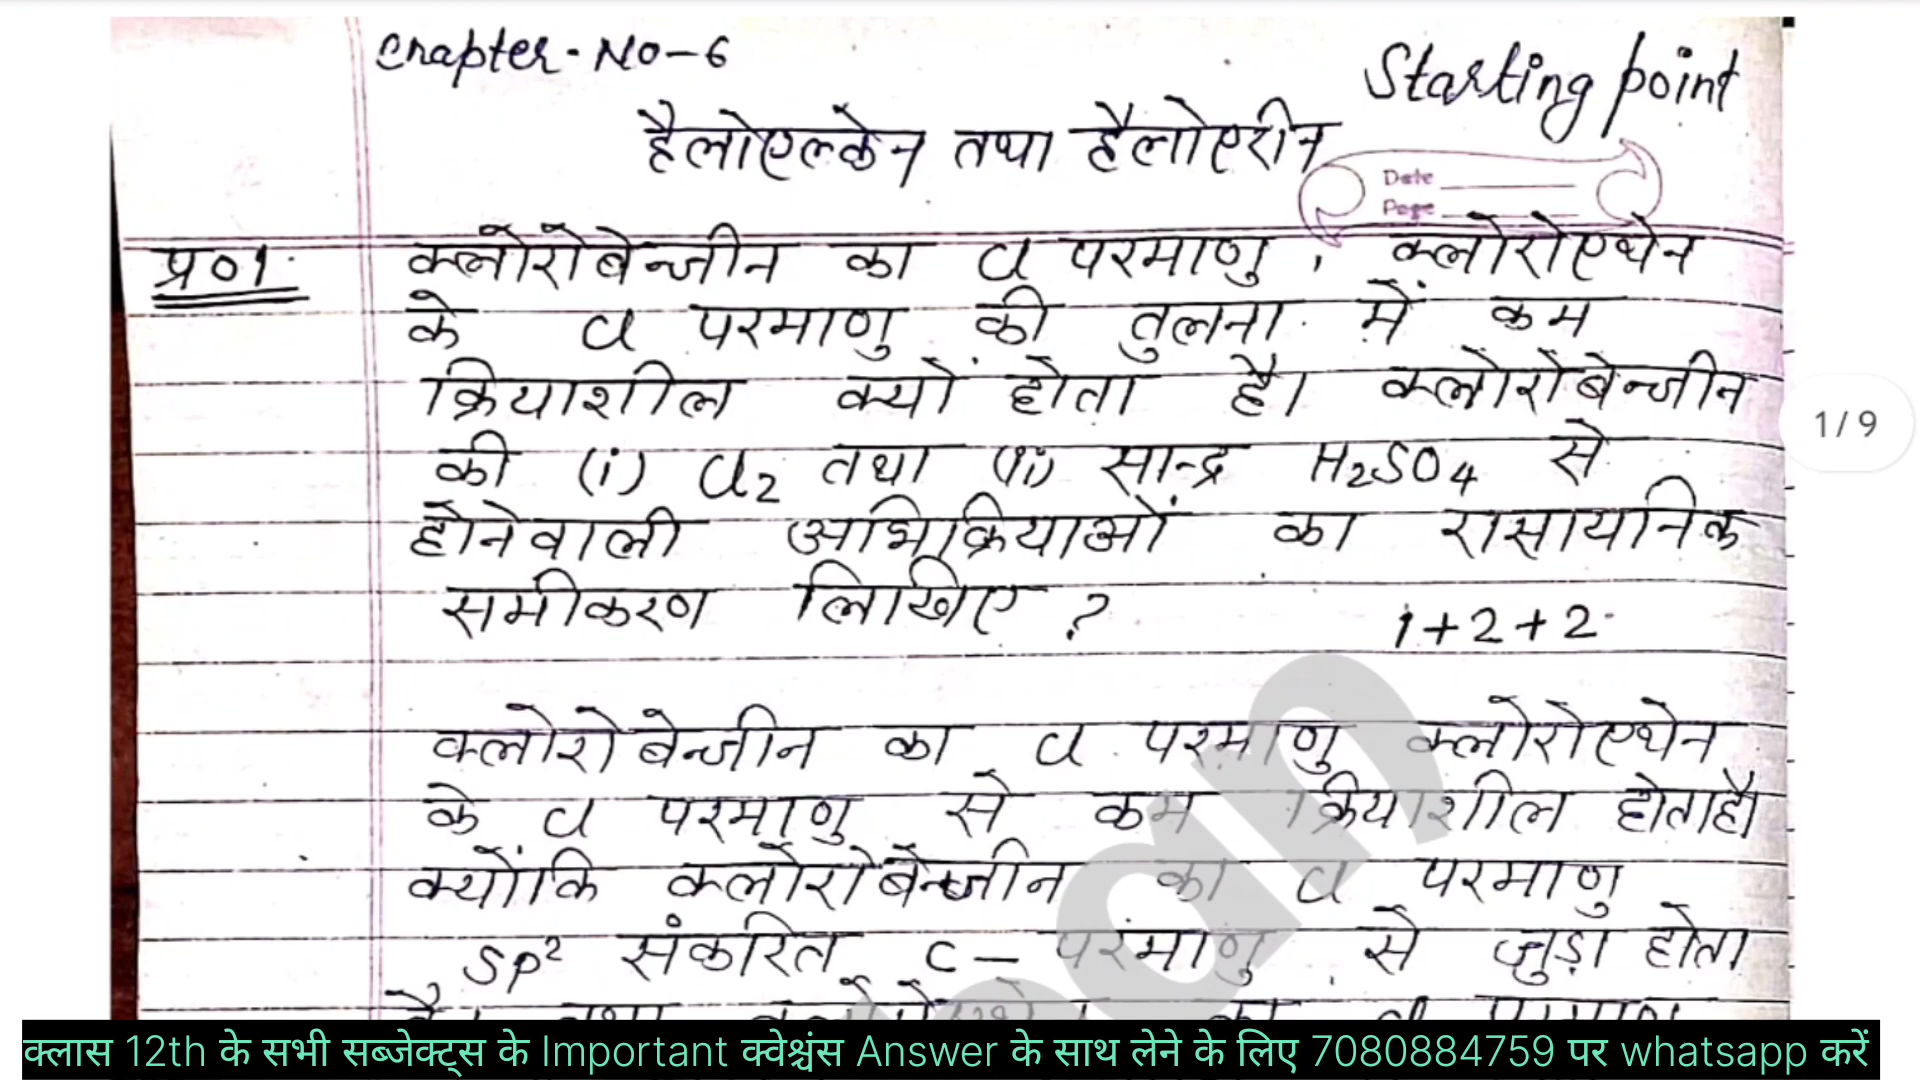 Chapter - No - 6
Starting point
हैलोएल्केन तथा हैलोएरीन
Date
Page
प्र०1. क्लोरोबेन्जीन का Cl परमाणु, क्लोरोएथेन
के Cl परमाणु की तुलना में कम
क्रियाशील क्यों होता है। क्लोरोबेन्जीन
की (i) Cl2 तथा (ii) सान्द्र H2SO4 से
होनेवाली अभिक्रियाओं का रासायनिक
समीकरण लिखिए ?
1+2+2
क्लोरोबेन्जीन का Cl परमाणु क्लोरोएथेन
के Cl परमाणु से कम क्रियाशील होता है।
क्योंकि क्लोरोबेन्जीन का Cl परमाणु
sp² संकरित C - परमाणु से जुड़ा होता
1 / 9
क्लास 12th के सभी सब्जेक्ट्स के Important क्वेश्चंस Answer के साथ लेने के लिए 7080884759 पर whatsapp करें